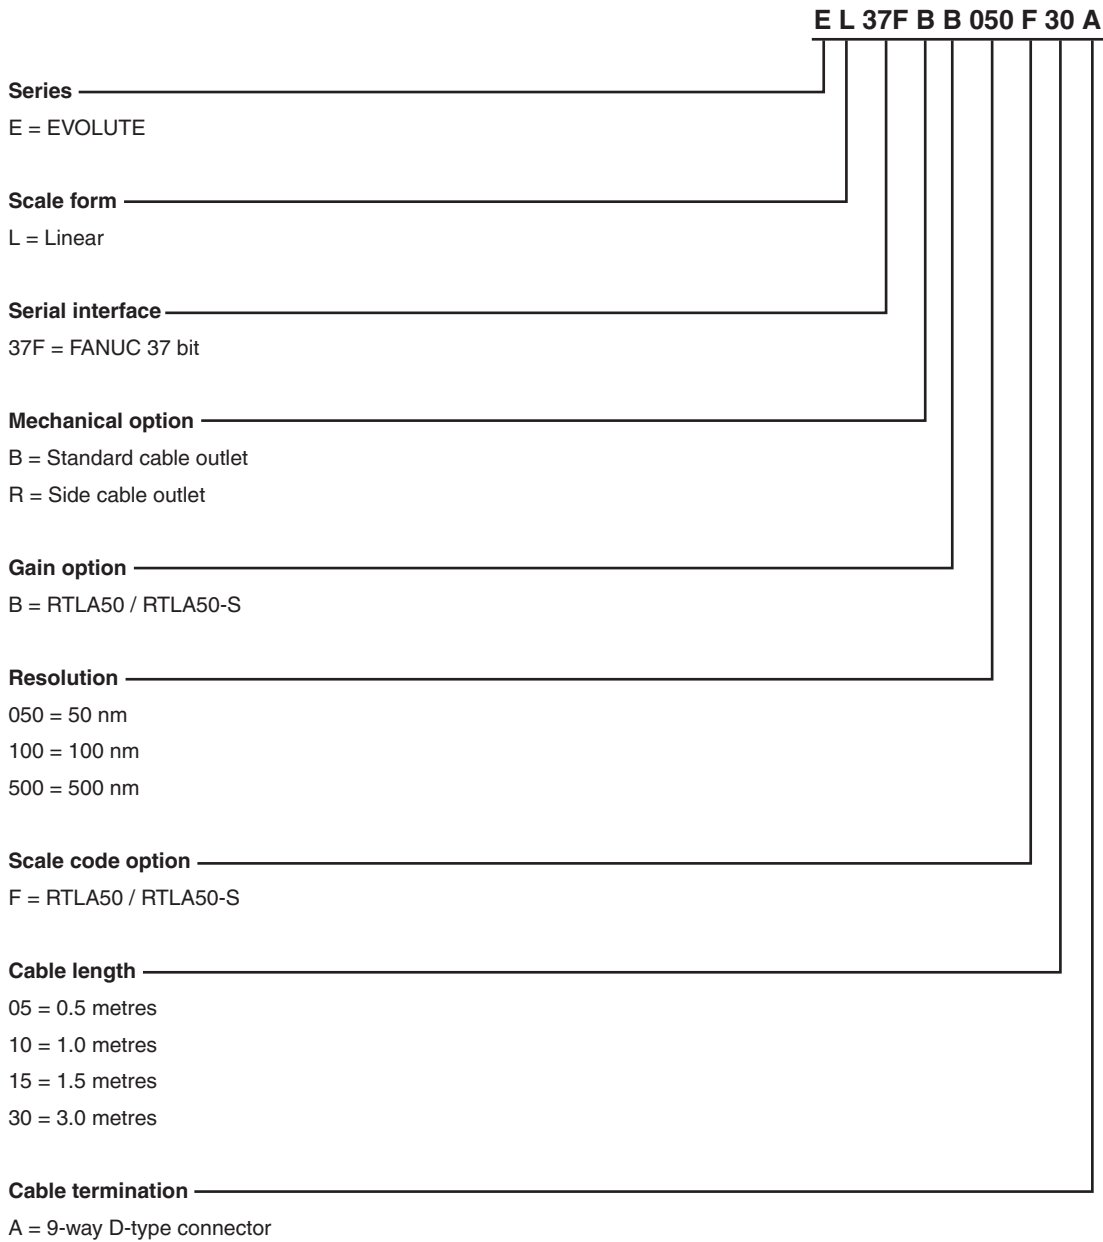 E L 37F B B 050 F 30 A
Series
E = EVOLUTE
Scale form
L = Linear
Serial interface
37F = FANUC 37 bit
Mechanical option
B = Standard cable outlet
R = Side cable outlet
Gain option
B = RTLA50 / RTLA50-S
Resolution
050 = 50 nm
100 = 100 nm
500 = 500 nm
Scale code option
F = RTLA50 / RTLA50-S
Cable length
05 = 0.5 metres
10 = 1.0 metres
15 = 1.5 metres
30 = 3.0 metres
Cable termination
A = 9-way D-type connector